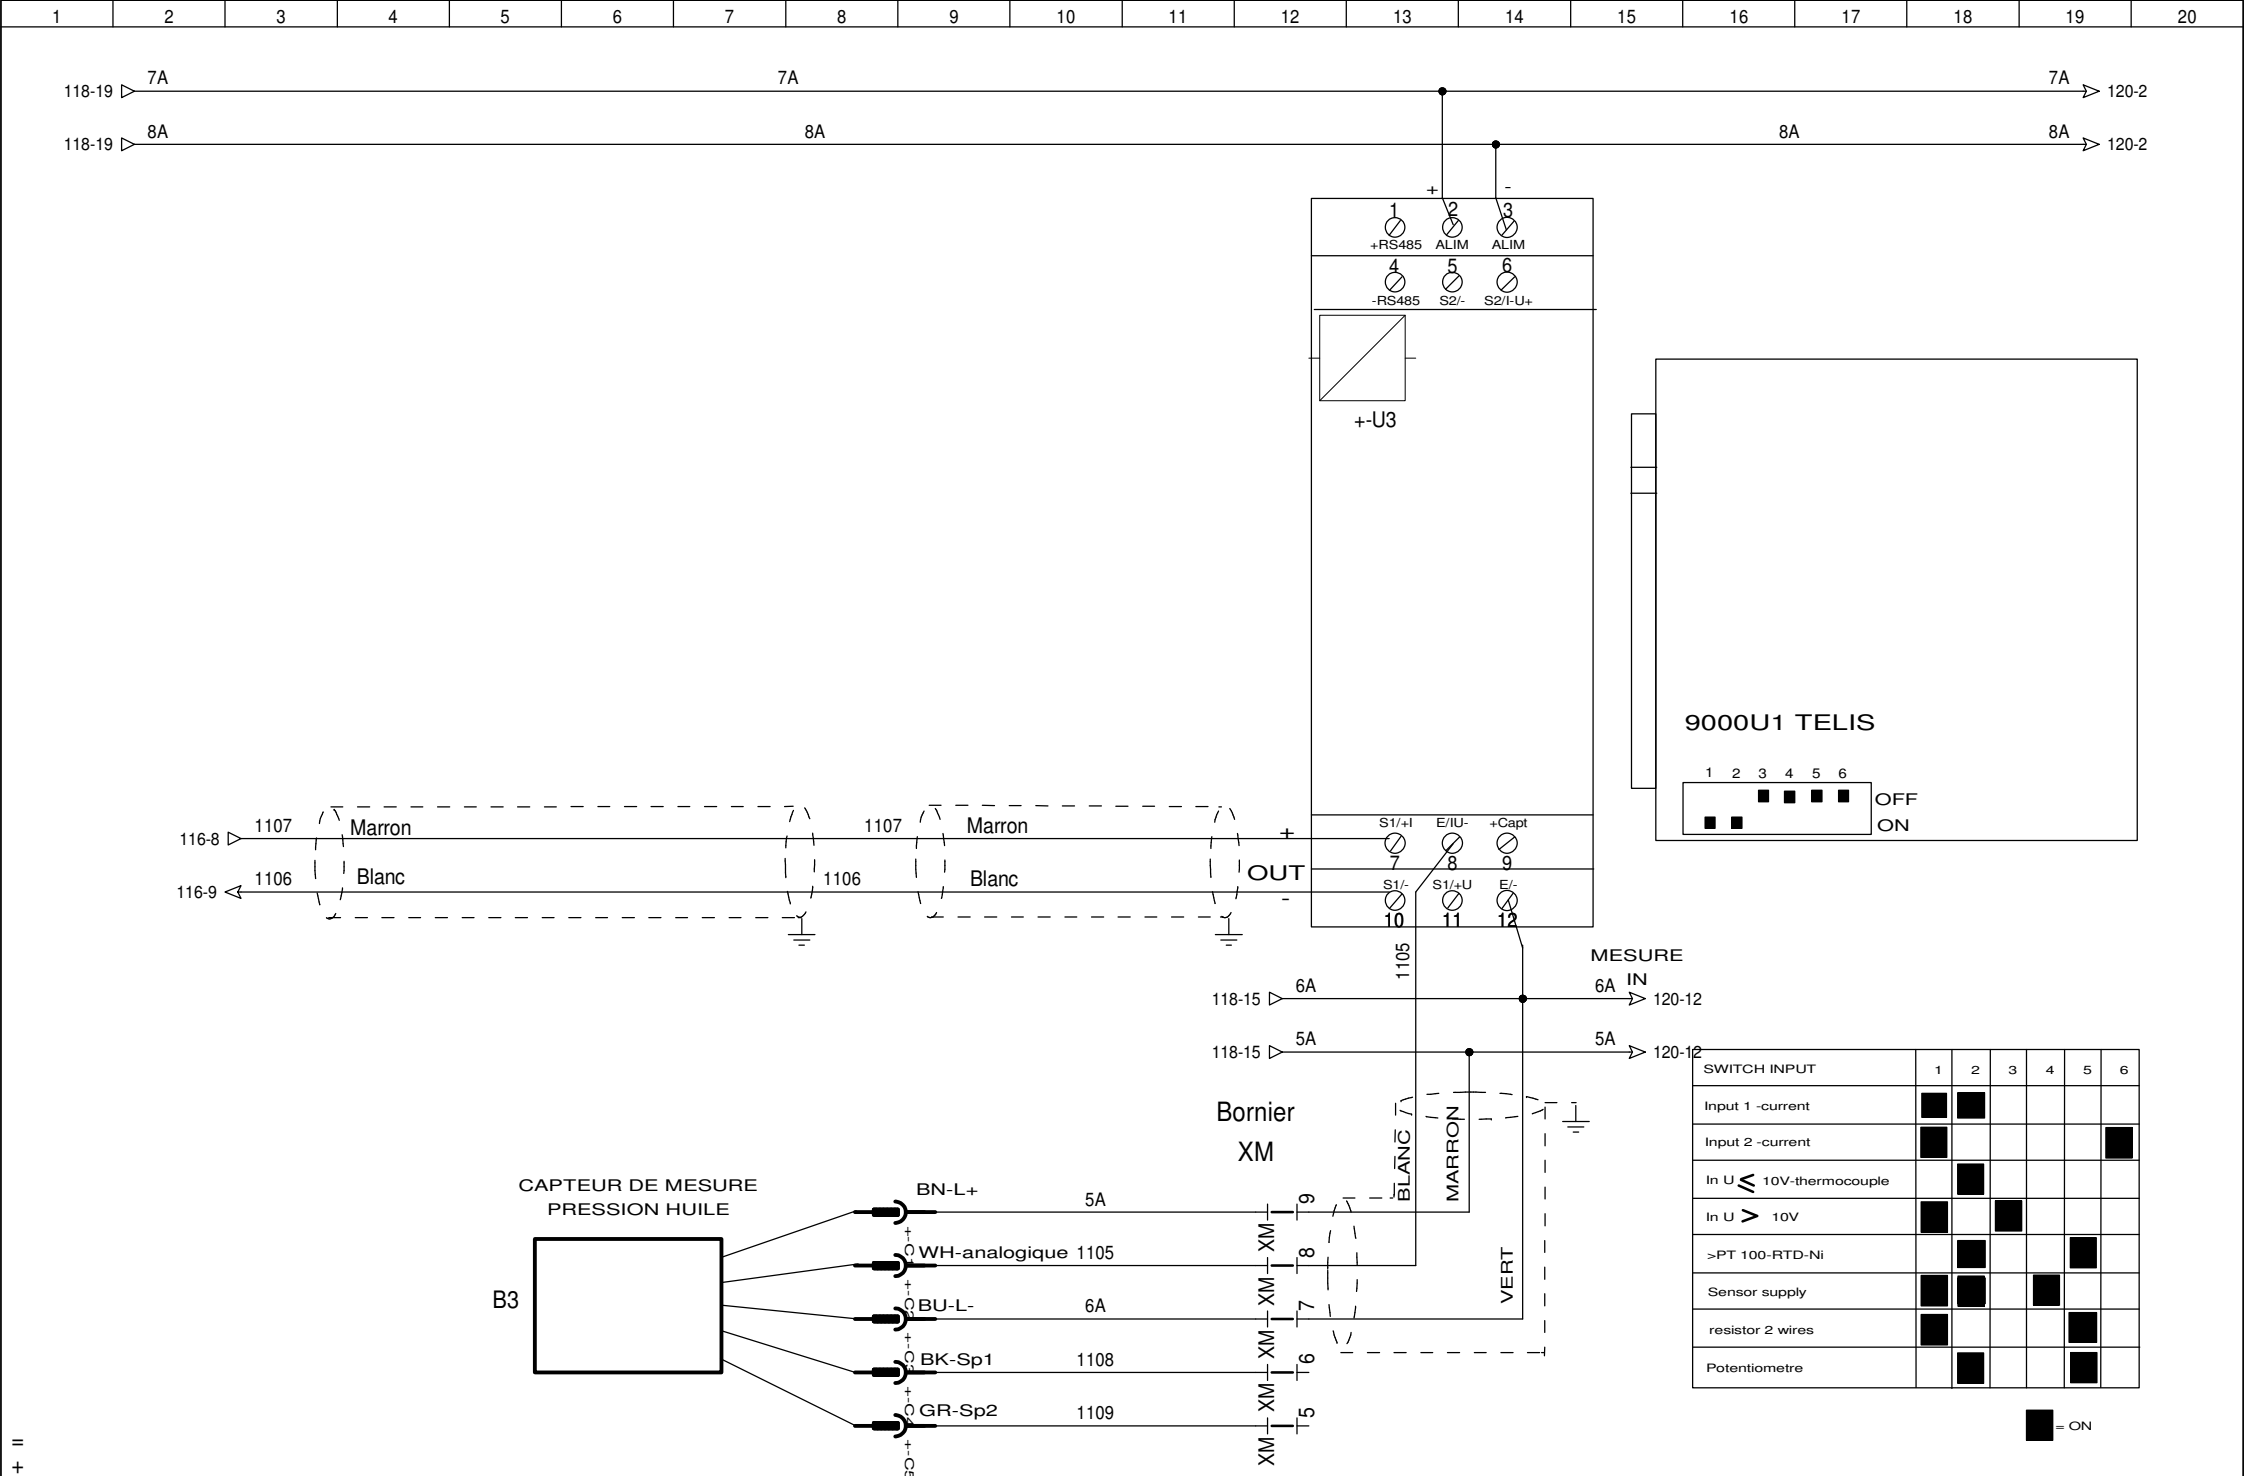 1 2 3 4 5 6 7 8 9 10 11 12 13 14 15 16 17 18 19 20
7A 7A 7A
118-19 120-2
8A 8A 8A 8A
118-19 120-2
+ -
1 2 3
+RS485 ALIM ALIM
4 5 6
-RS485 S2/- S2/I-U+
+-U3
9000U1 TELIS
1 2 3 4 5 6
OFF
ON
116-8 1107 Marron 1107 Marron +
S1/+I E/IU- +Capt
7 8 9
OUT
116-9 1106 Blanc 1106 Blanc -
S1/- S1/+U E/-
10 11 12
1105
MESURE
IN
118-15 6A 6A 120-12
118-15 5A 5A 120-12
Bornier
XM
BLANC
MARRON
VERT
CAPTEUR DE MESURE
PRESSION HUILE
B3
BN-L+ 5A XM 9
WH-analogique 1105 XM 8
BU-L- 6A XM 7
BK-Sp1 1108 XM 6
GR-Sp2 1109 XM 5
SWITCH INPUT 1 2 3 4 5 6
Input 1 -current
Input 2 -current
In U ≤ 10V-thermocouple
In U > 10V
>PT 100-RTD-Ni
Sensor supply
resistor 2 wires
Potentiometre
= ON
=
+